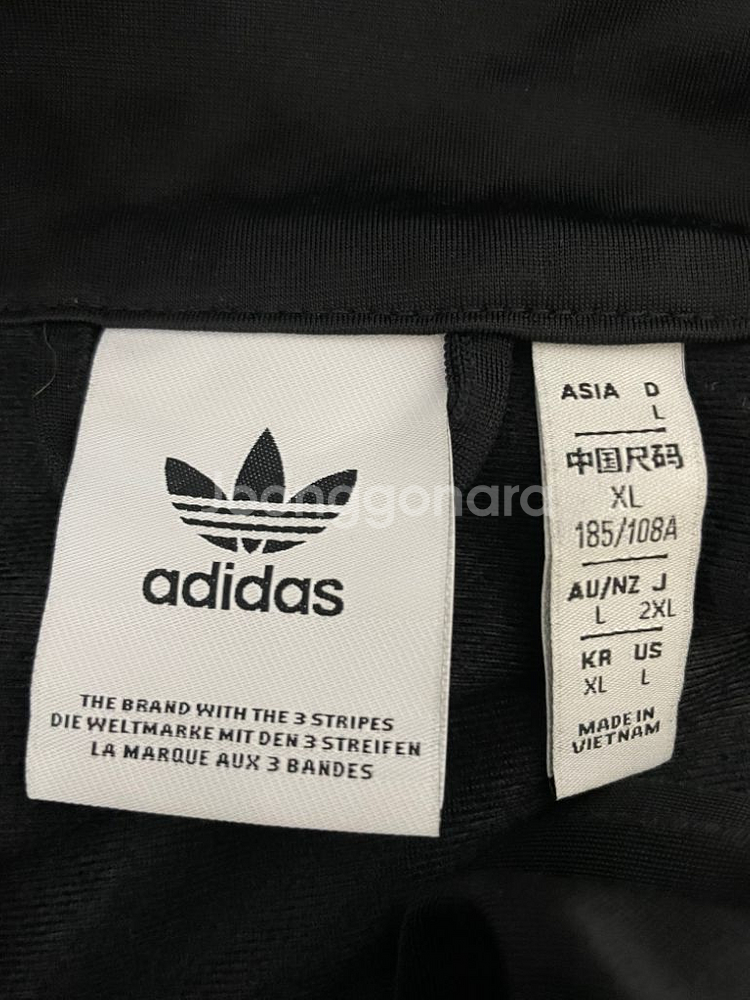 adidas
THE BRAND WITH THE 3 STRIPES
DIE WELTMARKE MIT DEN 3 STREIFEN
LA MARQUE AUX 3 BANDES
ASIA D
L
中国尺码
XL
185/108A
AU/NZ J
L 2XL
KR US
XL L
MADE IN
VIETNAM
Joonggonara